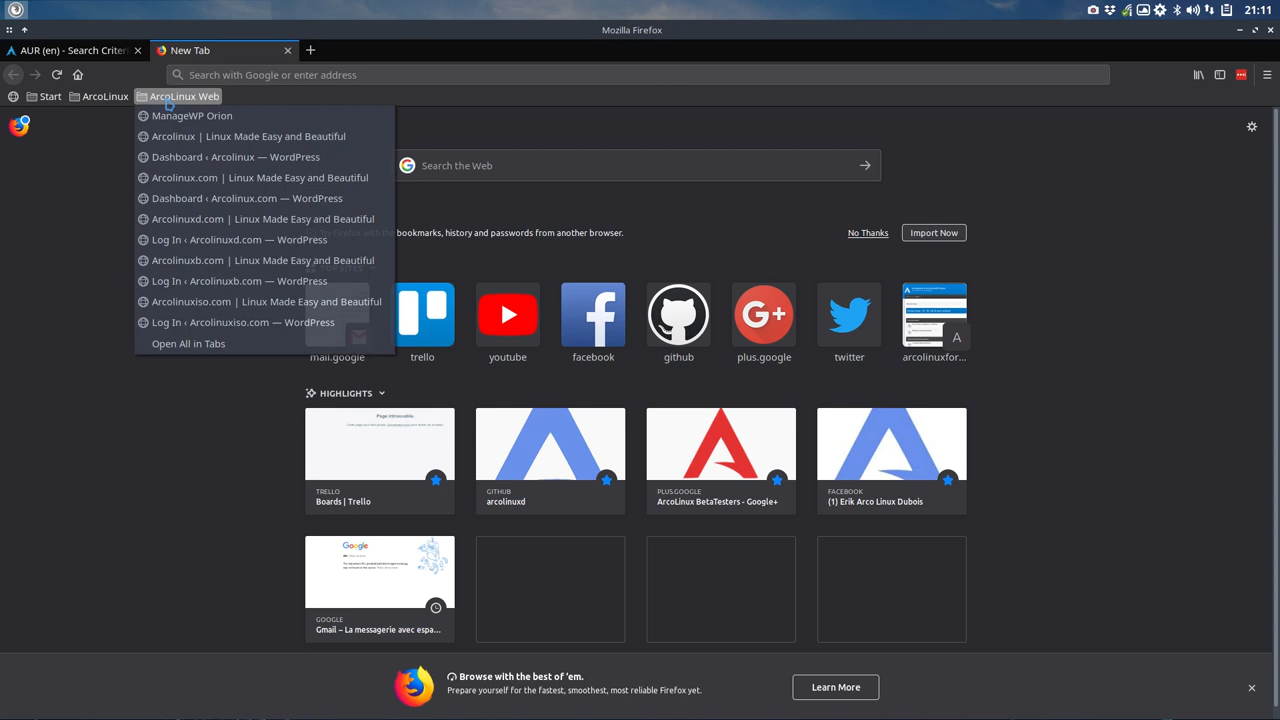 21:11
Mozilla Firefox
AUR (en) - Search Criteri
New Tab
Search with Google or enter address
Start
ArcoLinux
ArcoLinux Web
ManageWP Orion
Arcolinux | Linux Made Easy and Beautiful
Dashboard ‹ Arcolinux — WordPress
Arcolinux.com | Linux Made Easy and Beautiful
Dashboard ‹ Arcolinux.com — WordPress
Arcolinuxd.com | Linux Made Easy and Beautiful
Log In ‹ Arcolinuxd.com — WordPress
Arcolinuxb.com | Linux Made Easy and Beautiful
Log In ‹ Arcolinuxb.com — WordPress
Arcolinuxiso.com | Linux Made Easy and Beautiful
Log In ‹ Arcolinuxiso.com — WordPress
Open All in Tabs
Search the Web
the bookmarks, history and passwords from another browser.
No Thanks
Import Now
TOP SITES
A
mail.google
trello
youtube
facebook
github
plus.google
twitter
arcolinuxfor...
HIGHLIGHTS
Page introuvable.
TRELLO
Boards | Trello
GITHUB
arcolinuxd
PLUS.GOOGLE
ArcoLinux BetaTesters - Google+
FACEBOOK
(1) Erik Arco Linux Dubois
Google
GOOGLE
Gmail – La messagerie avec espa...
Browse with the best of 'em.
Prepare yourself for the fastest, smoothest, most reliable Firefox yet.
Learn More